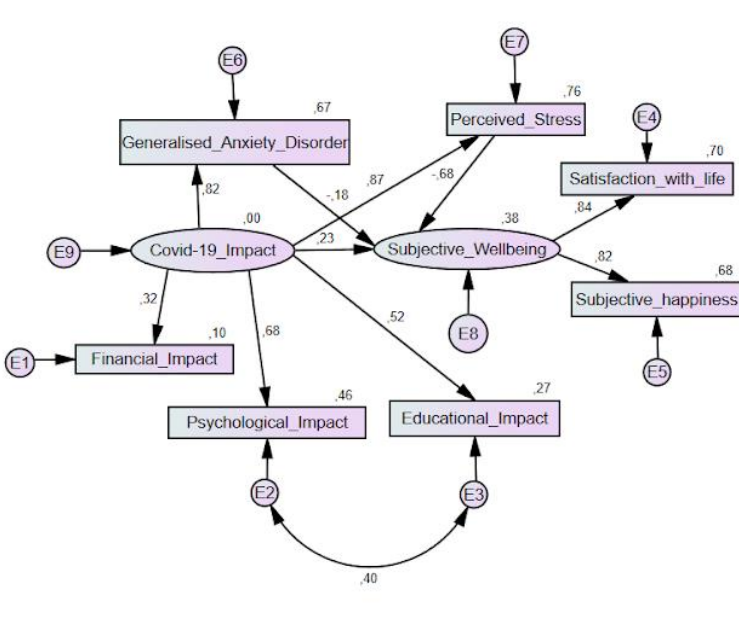 E7
E6
,76
,67
Perceived_Stress
E4
Generalised_Anxiety_Disorder
,70
,87
-,68
Satisfaction_with_life
,82
-,18
,84
,00
,38
E9
Covid-19_Impact
,23
Subjective_Wellbeing
,82
,68
,32
Subjective_happiness
,52
,10
,68
E8
E1
Financial_Impact
E5
,46
,27
Psychological_Impact
Educational_Impact
E2
E3
,40